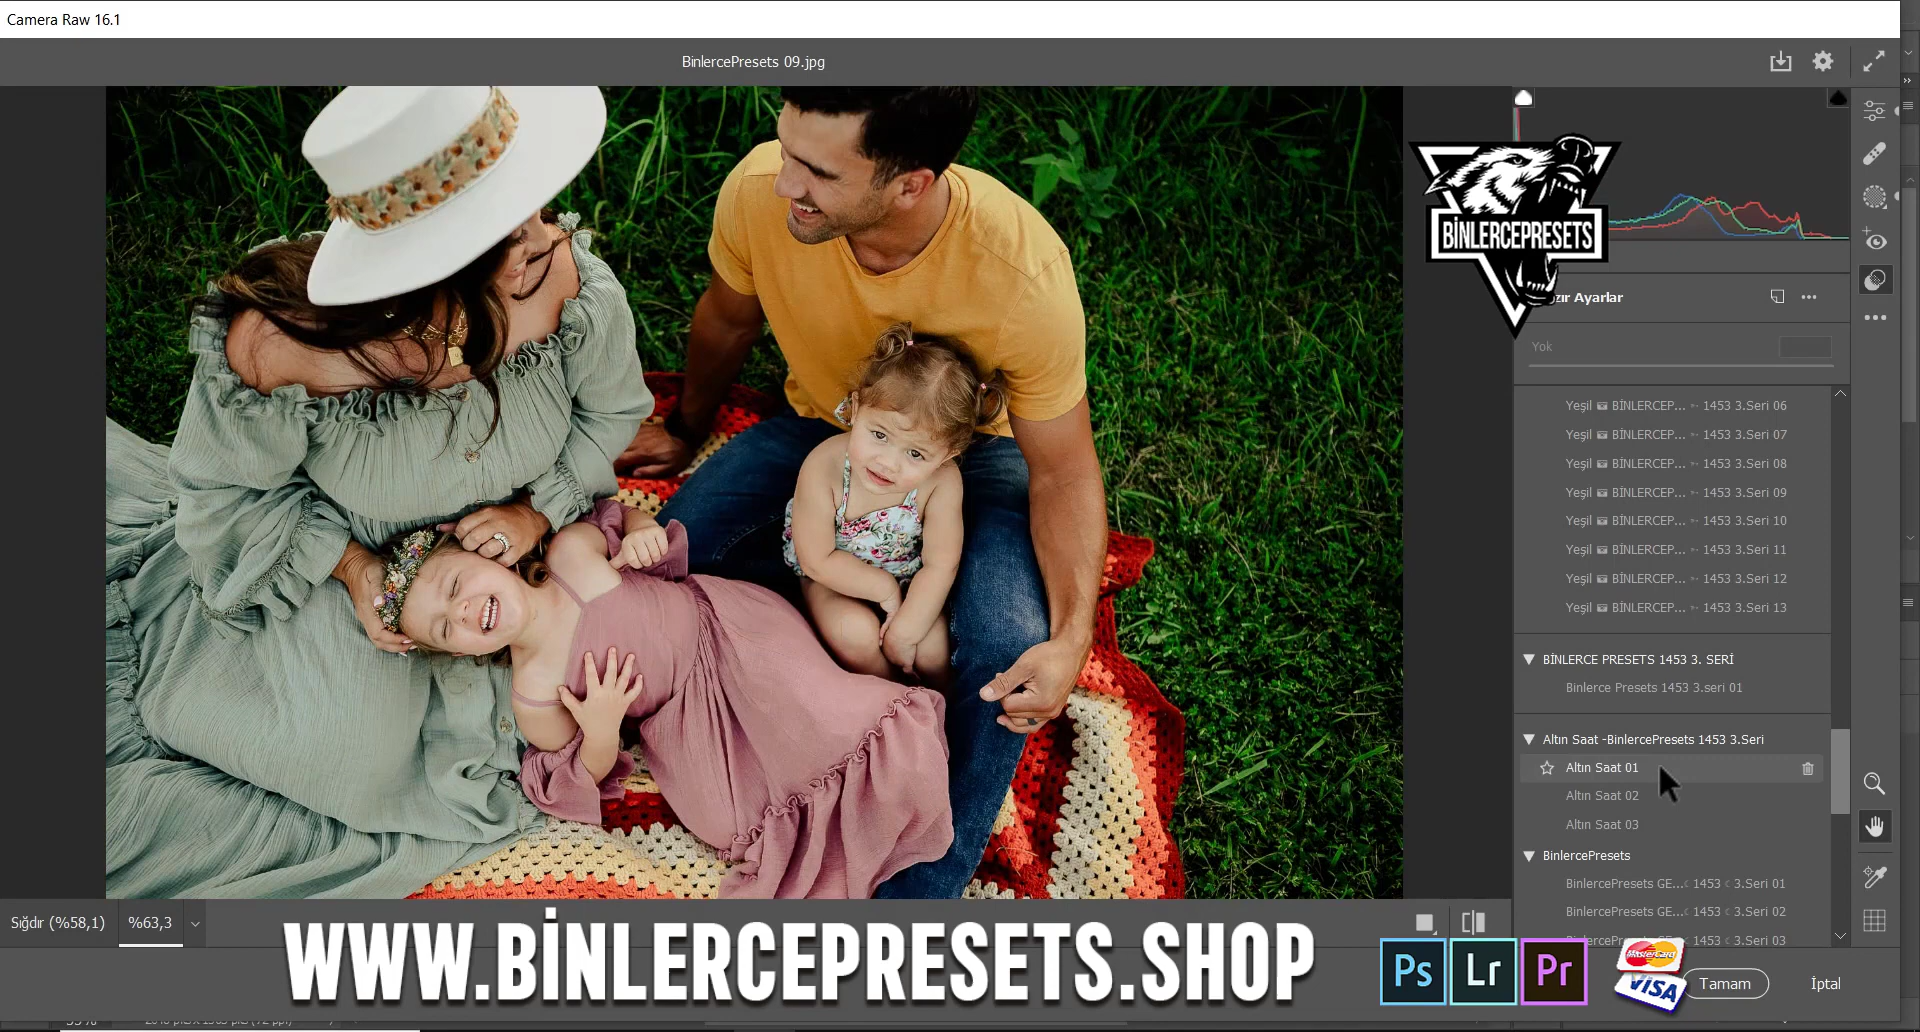 Camera Raw 16.1
BinlercePresets 09.jpg
BİNLERCEPRESETS
zır Ayarlar
Yok
Yeşil BİNLERCEP... 1453 3.Seri 06
Yeşil BİNLERCEP... 1453 3.Seri 07
Yeşil BİNLERCEP... 1453 3.Seri 08
Yeşil BİNLERCEP... 1453 3.Seri 09
Yeşil BİNLERCEP... 1453 3.Seri 10
Yeşil BİNLERCEP... 1453 3.Seri 11
Yeşil BİNLERCEP... 1453 3.Seri 12
Yeşil BİNLERCEP... 1453 3.Seri 13
BİNLERCE PRESETS 1453 3. SERİ
Binlerce Presets 1453 3.seri 01
Altın Saat -BinlercePresets 1453 3.Seri
Altın Saat 01
Altın Saat 02
Altın Saat 03
BinlercePresets
BinlercePresets GE...☾ 1453 ☾ 3.Seri 01
BinlercePresets GE...☾ 1453 ☾ 3.Seri 02
1453 ☾ 3.Seri 03
Sığdır (%58,1) %63,3
WWW.BİNLERCEPRESETS.SHOP
Ps Lr Pr
MasterCard
VISA
Tamam İptal